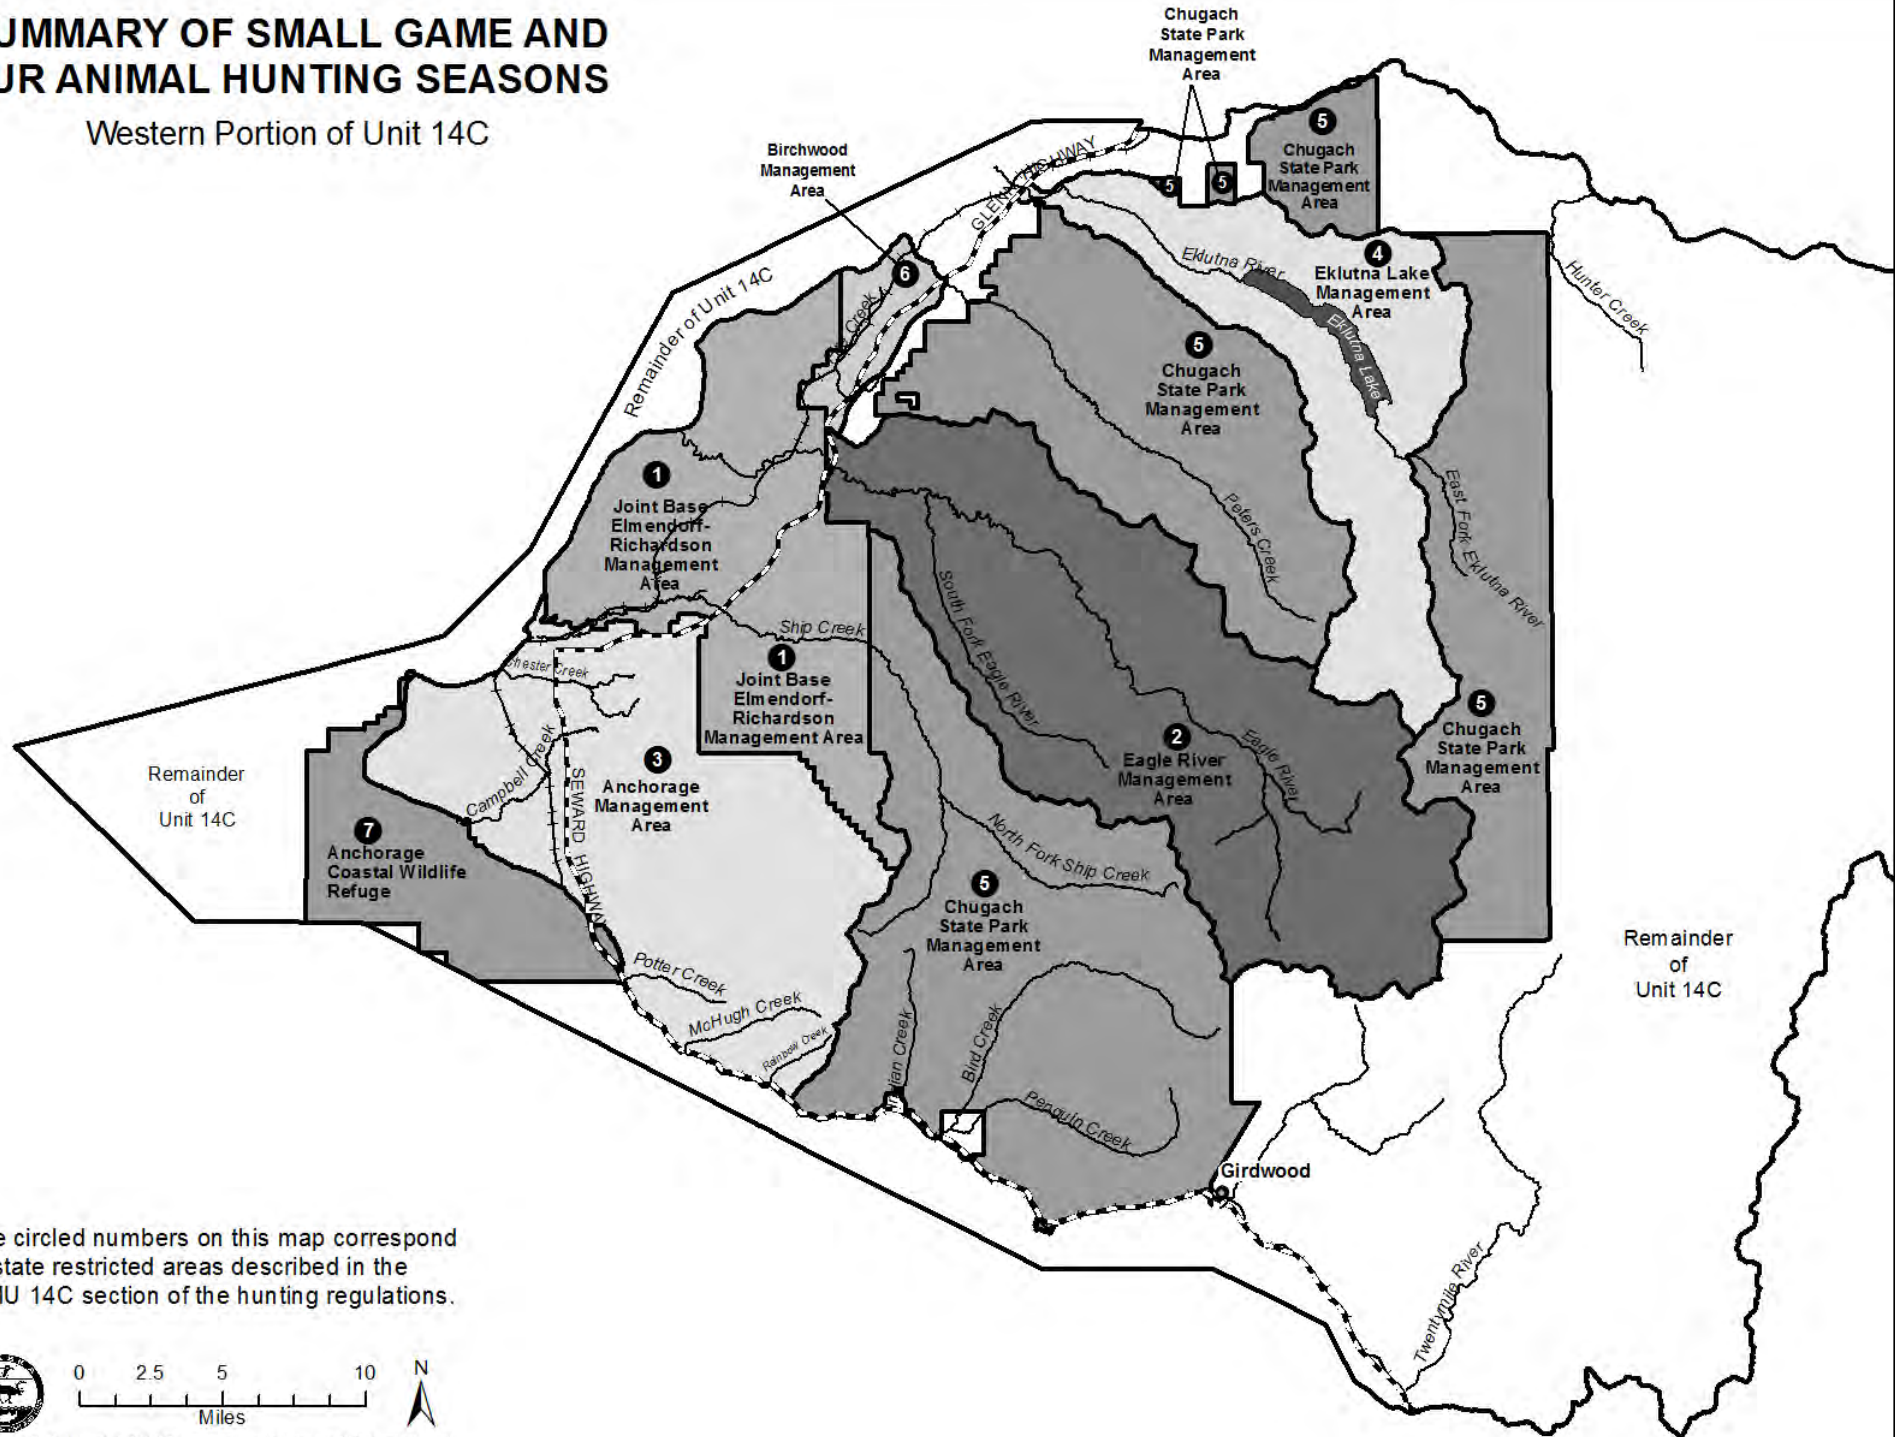 UMMARY OF SMALL GAME AND
UR ANIMAL HUNTING SEASONS
Western Portion of Unit 14C
Chugach
State Park
Management
Area
Birchwood
Management
Area
GLENN HIGHWAY
5
5
5
Chugach
State Park
Management
Area
6
Creek
Remainder of Unit 14C
Eklutna River
4
Eklutna Lake
Management
Area
Eklutna Lake
Hunter Creek
5
Chugach
State Park
Management
Area
Peters Creek
East Fork Eklutna River
1
Joint Base
Elmendorf-
Richardson
Management
Area
Ship Creek
South Fork Eagle River
1
Joint Base
Elmendorf-
Richardson
Management Area
Chester Creek
Campbell Creek
SEWARD HIGHWAY
3
Anchorage
Management
Area
2
Eagle River
Management
Area
Eagle River
5
Chugach
State Park
Management
Area
Remainder
of
Unit 14C
7
Anchorage
Coastal Wildlife
Refuge
North Fork Ship Creek
5
Chugach
State Park
Management
Area
Remainder
of
Unit 14C
Potter Creek
McHugh Creek
Rainbow Creek
dian Creek
Bird Creek
Penguin Creek
Girdwood
Twentymile River
e circled numbers on this map correspond
state restricted areas described in the
MU 14C section of the hunting regulations.
0 2.5 5 10
Miles
N